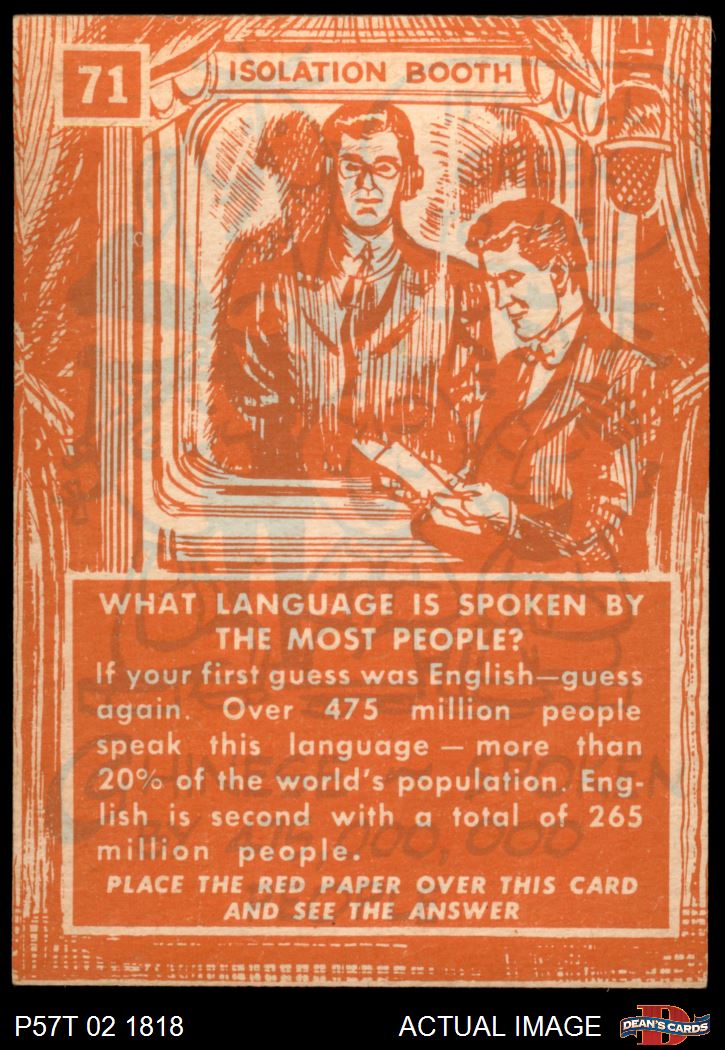 71
ISOLATION BOOTH
WHAT LANGUAGE IS SPOKEN BY
THE MOST PEOPLE?
If your first guess was English—guess
again. Over 475 million people
speak this language — more than
20% of the world's population. Eng-
lish is second with a total of 265
million people.
PLACE THE RED PAPER OVER THIS CARD
AND SEE THE ANSWER
P57T 02 1818
ACTUAL IMAGE
DEAN'S CARDS